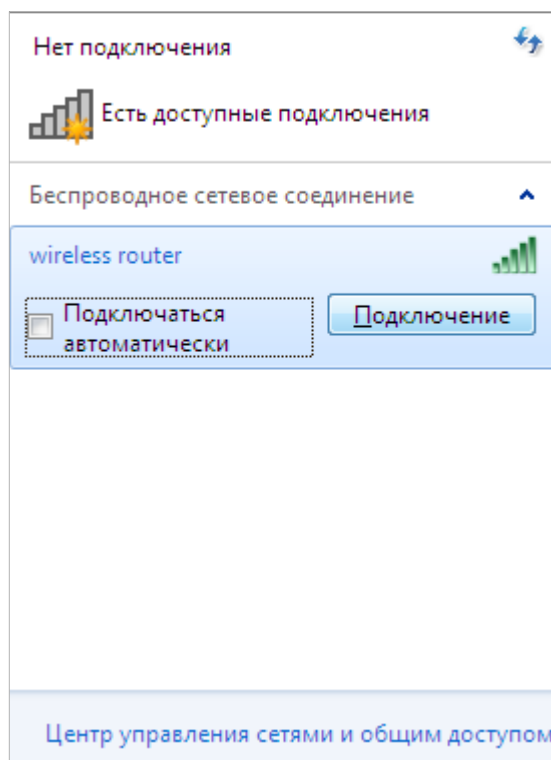 Нет подключения
Есть доступные подключения
Беспроводное сетевое соединение
wireless router
Подключаться
автоматически
Подключение
Центр управления сетями и общим доступом